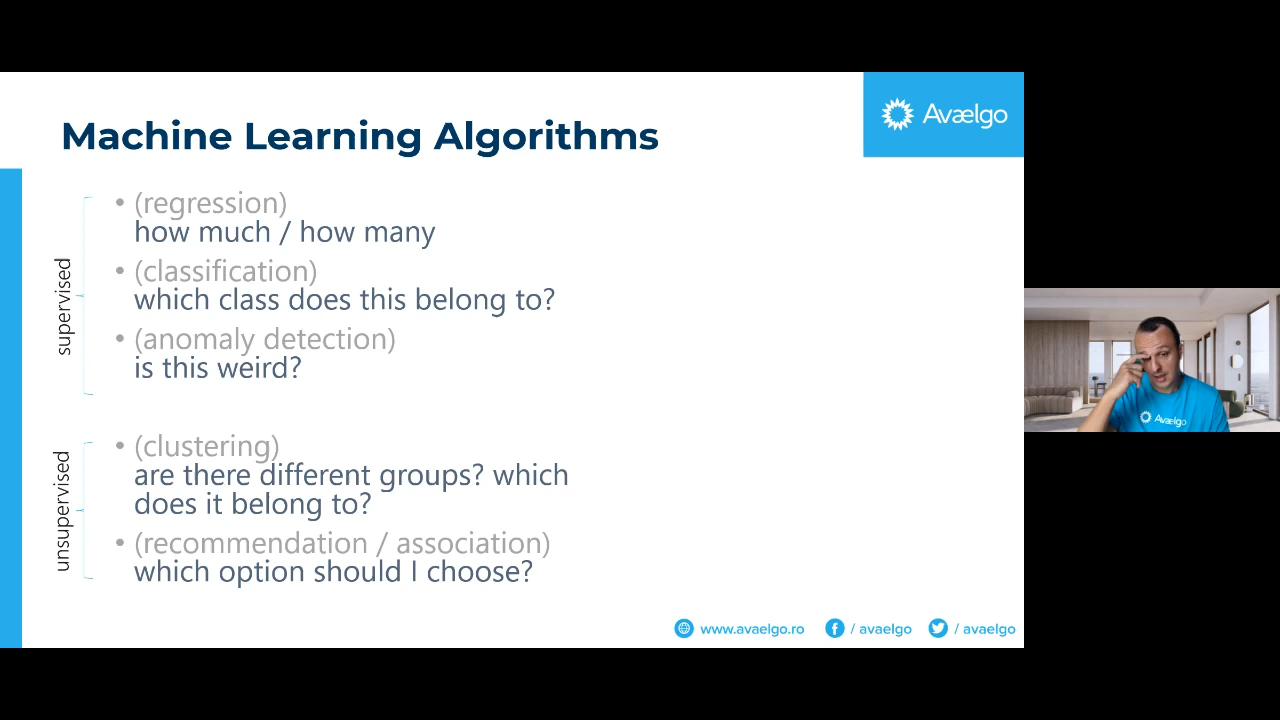 Machine Learning Algorithms
Avaelgo
supervised
• (regression)
how much / how many
• (classification)
which class does this belong to?
• (anomaly detection)
is this weird?
unsupervised
• (clustering)
are there different groups? which
does it belong to?
• (recommendation / association)
which option should I choose?
www.avaelgo.ro
/ avaelgo
/ avaelgo
Avaelgo